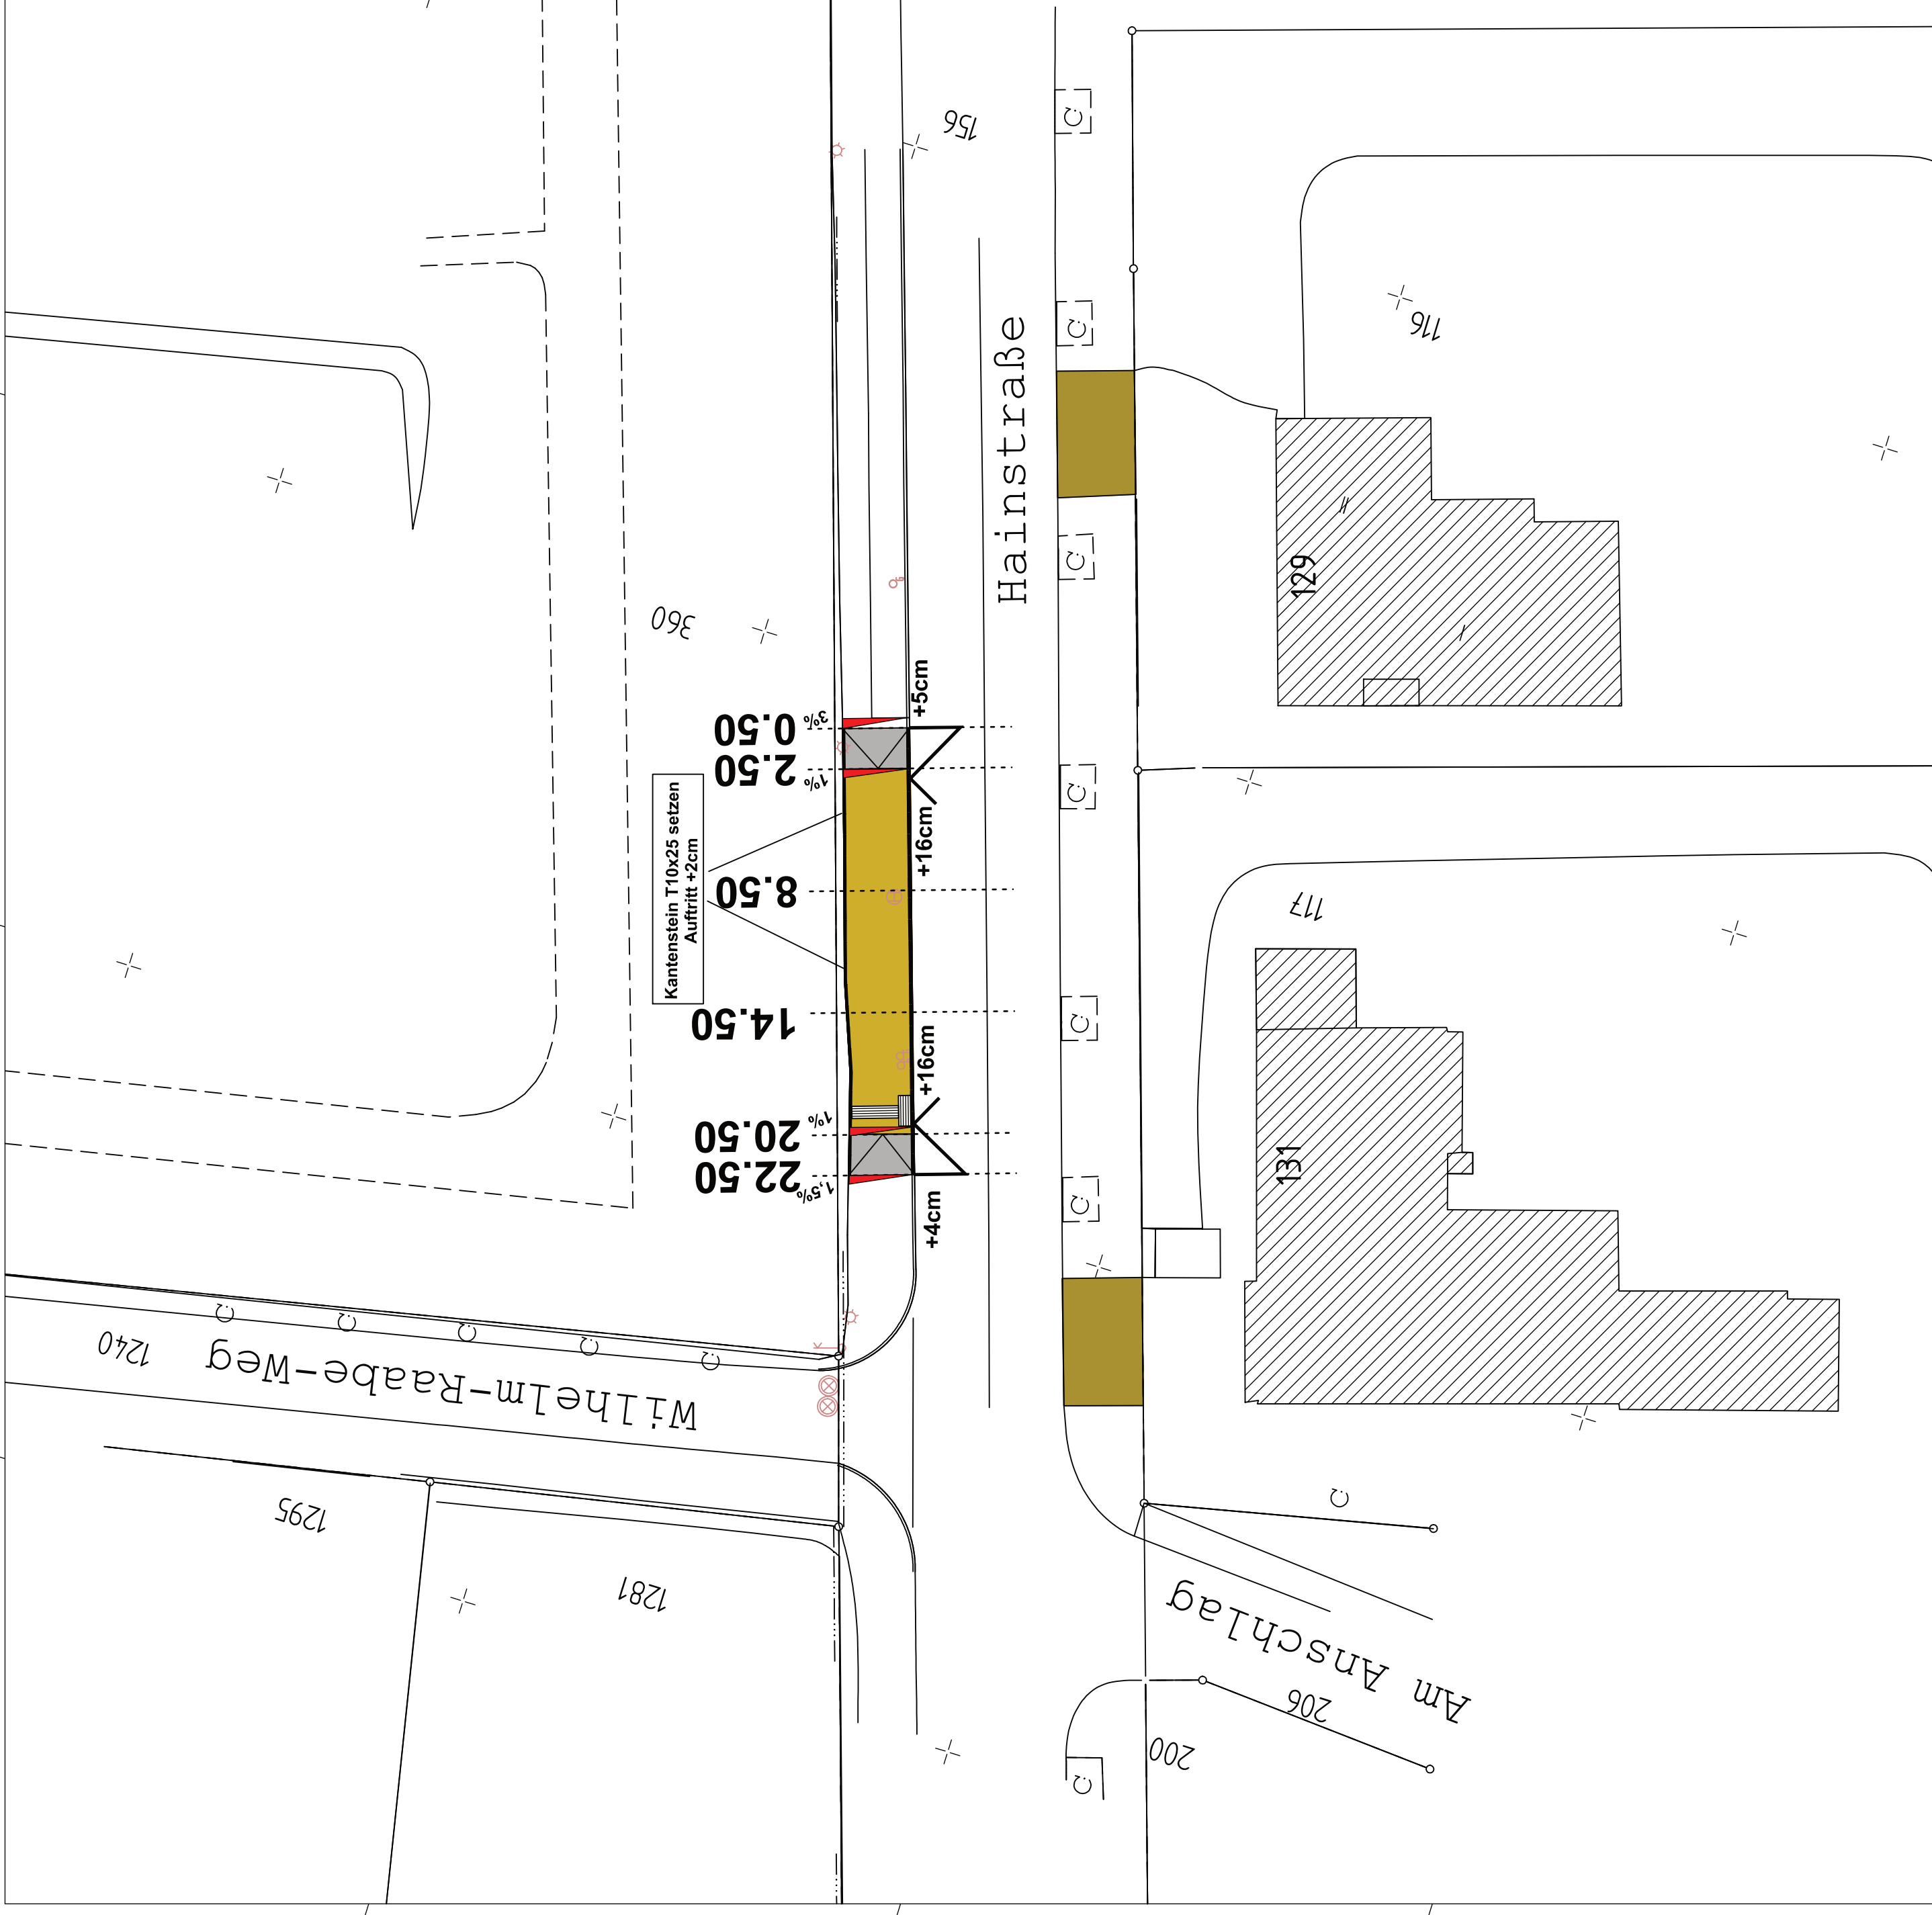 156
Hainstraße
116
129
360
+5cm
0.50
3%
2.50
1%
Kantenstein T10x25 setzen
Auftritt +2cm
+16cm
8.50
117
14.50
+16cm
20.50
1%
22.50
1,5%
+4cm
131
1240
Wilhelm-Raabe-Weg
1295
1281
Am Anschlag
206
200